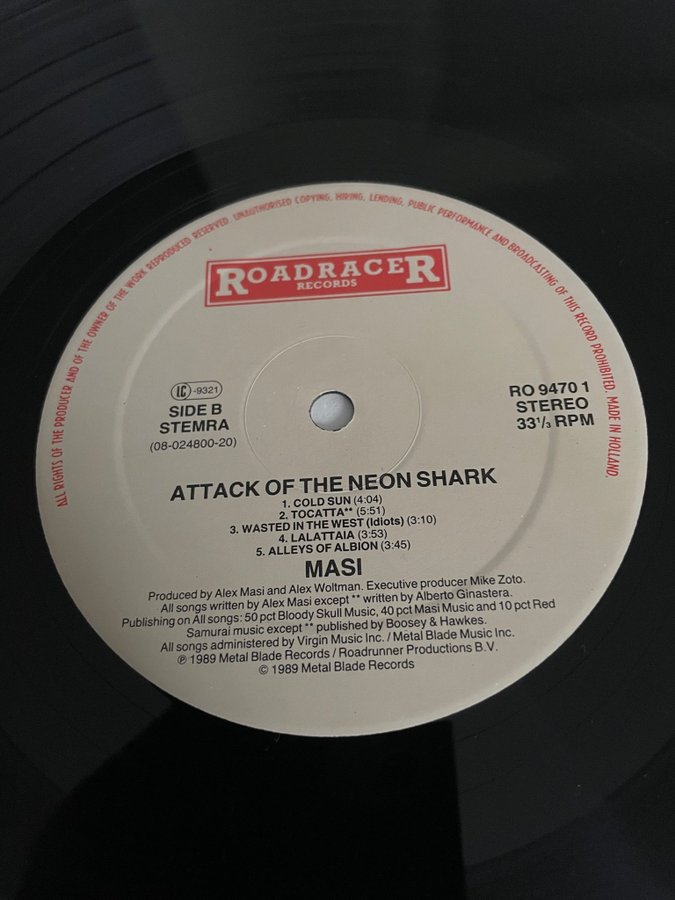 ALL RIGHTS OF THE PRODUCER AND OF THE OWNER OF THE WORK REPRODUCED RESERVED. UNAUTHORISED COPYING, HIRING, LENDING, PUBLIC PERFORMANCE AND BROADCASTING OF THIS RECORD PROHIBITED. MADE IN HOLLAND.
ROADRACER
RECORDS
LC -9321
SIDE B
STEMRA
(08-024800-20)
RO 9470 1
STEREO
33 1/3 RPM
ATTACK OF THE NEON SHARK
1. COLD SUN (4:04)
2. TOCATTA** (5:51)
3. WASTED IN THE WEST (Idiots) (3:10)
4. LALATTAIA (3:53)
5. ALLEYS OF ALBION (3:45)
MASI
Produced by Alex Masi and Alex Woltman. Executive producer Mike Zoto.
All songs written by Alex Masi except ** written by Alberto Ginastera.
Publishing on All songs: 50 pct Bloody Skull Music, 40 pct Masi Music and 10 pct Red
Samurai music except ** published by Boosey & Hawkes.
All songs administered by Virgin Music Inc. / Metal Blade Music Inc.
℗ 1989 Metal Blade Records / Roadrunner Productions B.V.
© 1989 Metal Blade Records